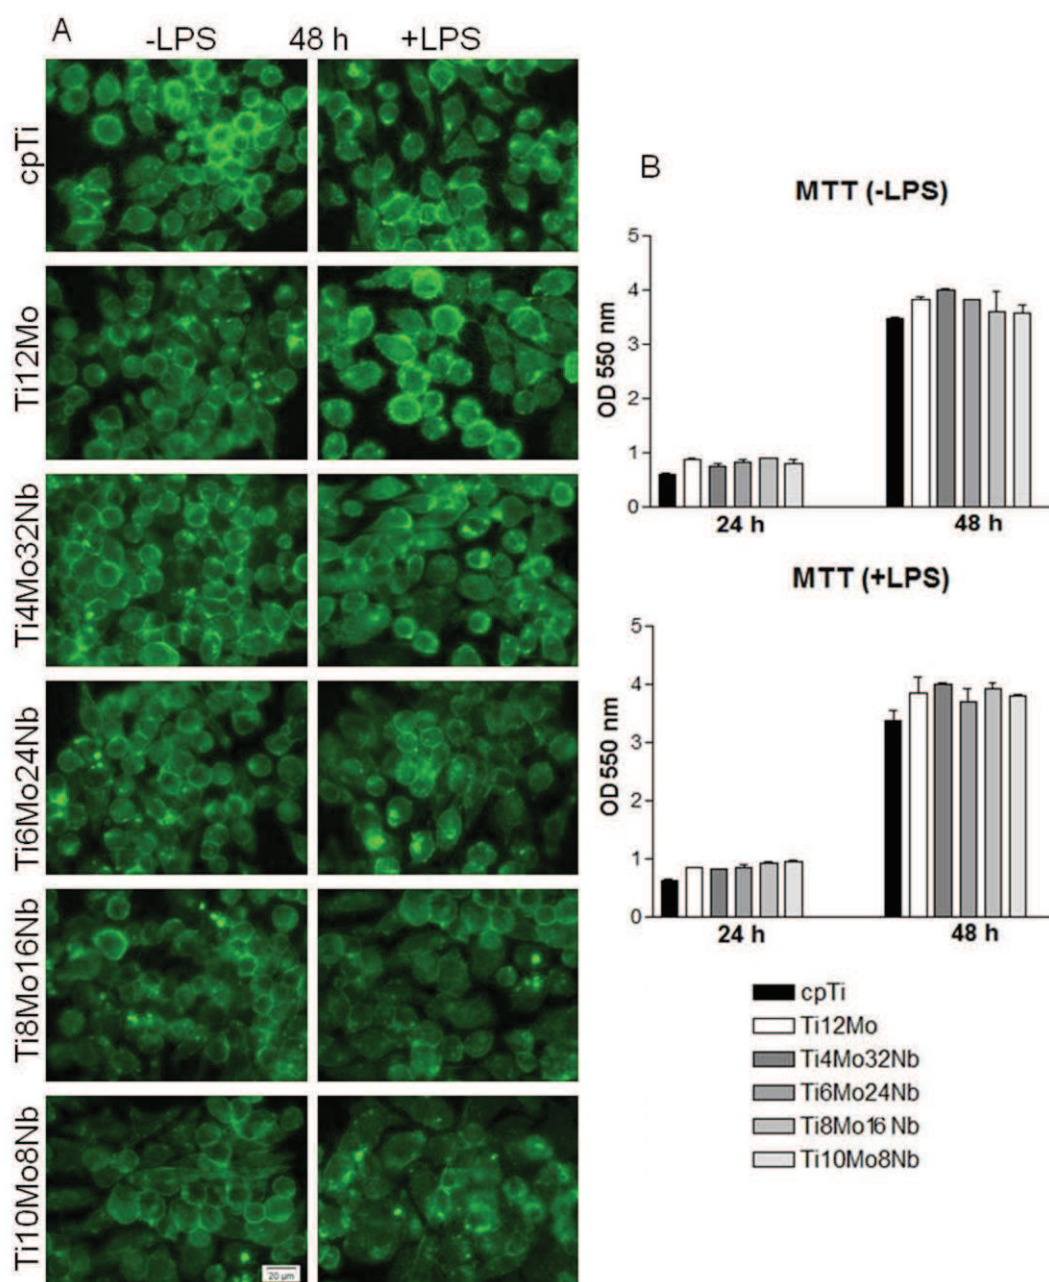 A
-LPS 48 h +LPS
cpTi
Ti12Mo
Ti4Mo32Nb
Ti6Mo24Nb
Ti8Mo16Nb
Ti10Mo8Nb
20 µm
B
MTT (-LPS)
5
4
3
2
1
0
OD 550 nm
24 h 48 h
MTT (+LPS)
5
4
3
2
1
0
OD 550 nm
24 h 48 h
cpTi
Ti12Mo
Ti4Mo32Nb
Ti6Mo24Nb
Ti8Mo16 Nb
Ti10Mo8Nb